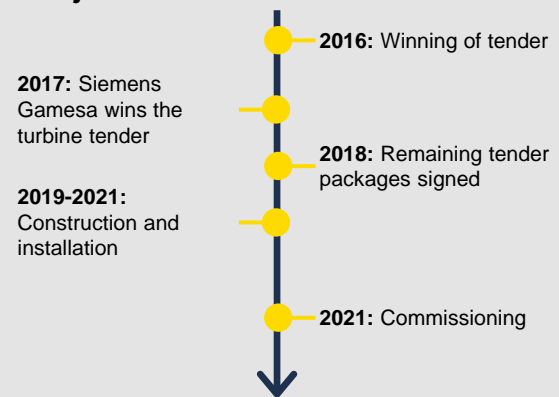 2016: Winning of tender
2017: Siemens
Gamesa wins the
turbine tender
2018: Remaining tender
packages signed
2019-2021:
Construction and
installation
2021: Commissioning